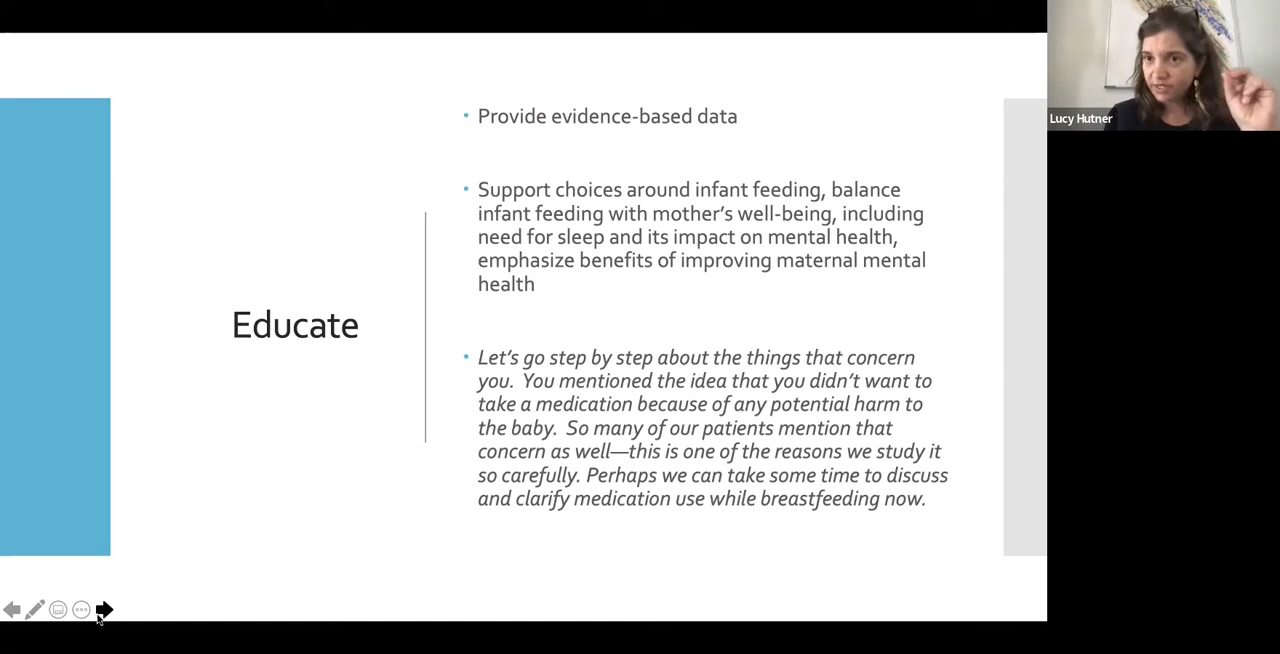 Educate
• Provide evidence-based data
• Support choices around infant feeding, balance
infant feeding with mother’s well-being, including
need for sleep and its impact on mental health,
emphasize benefits of improving maternal mental
health
• Let’s go step by step about the things that concern
you.  You mentioned the idea that you didn’t want to
take a medication because of any potential harm to
the baby.  So many of our patients mention that
concern as well—this is one of the reasons we study it
so carefully. Perhaps we can take some time to discuss
and clarify medication use while breastfeeding now.
Lucy Hutner